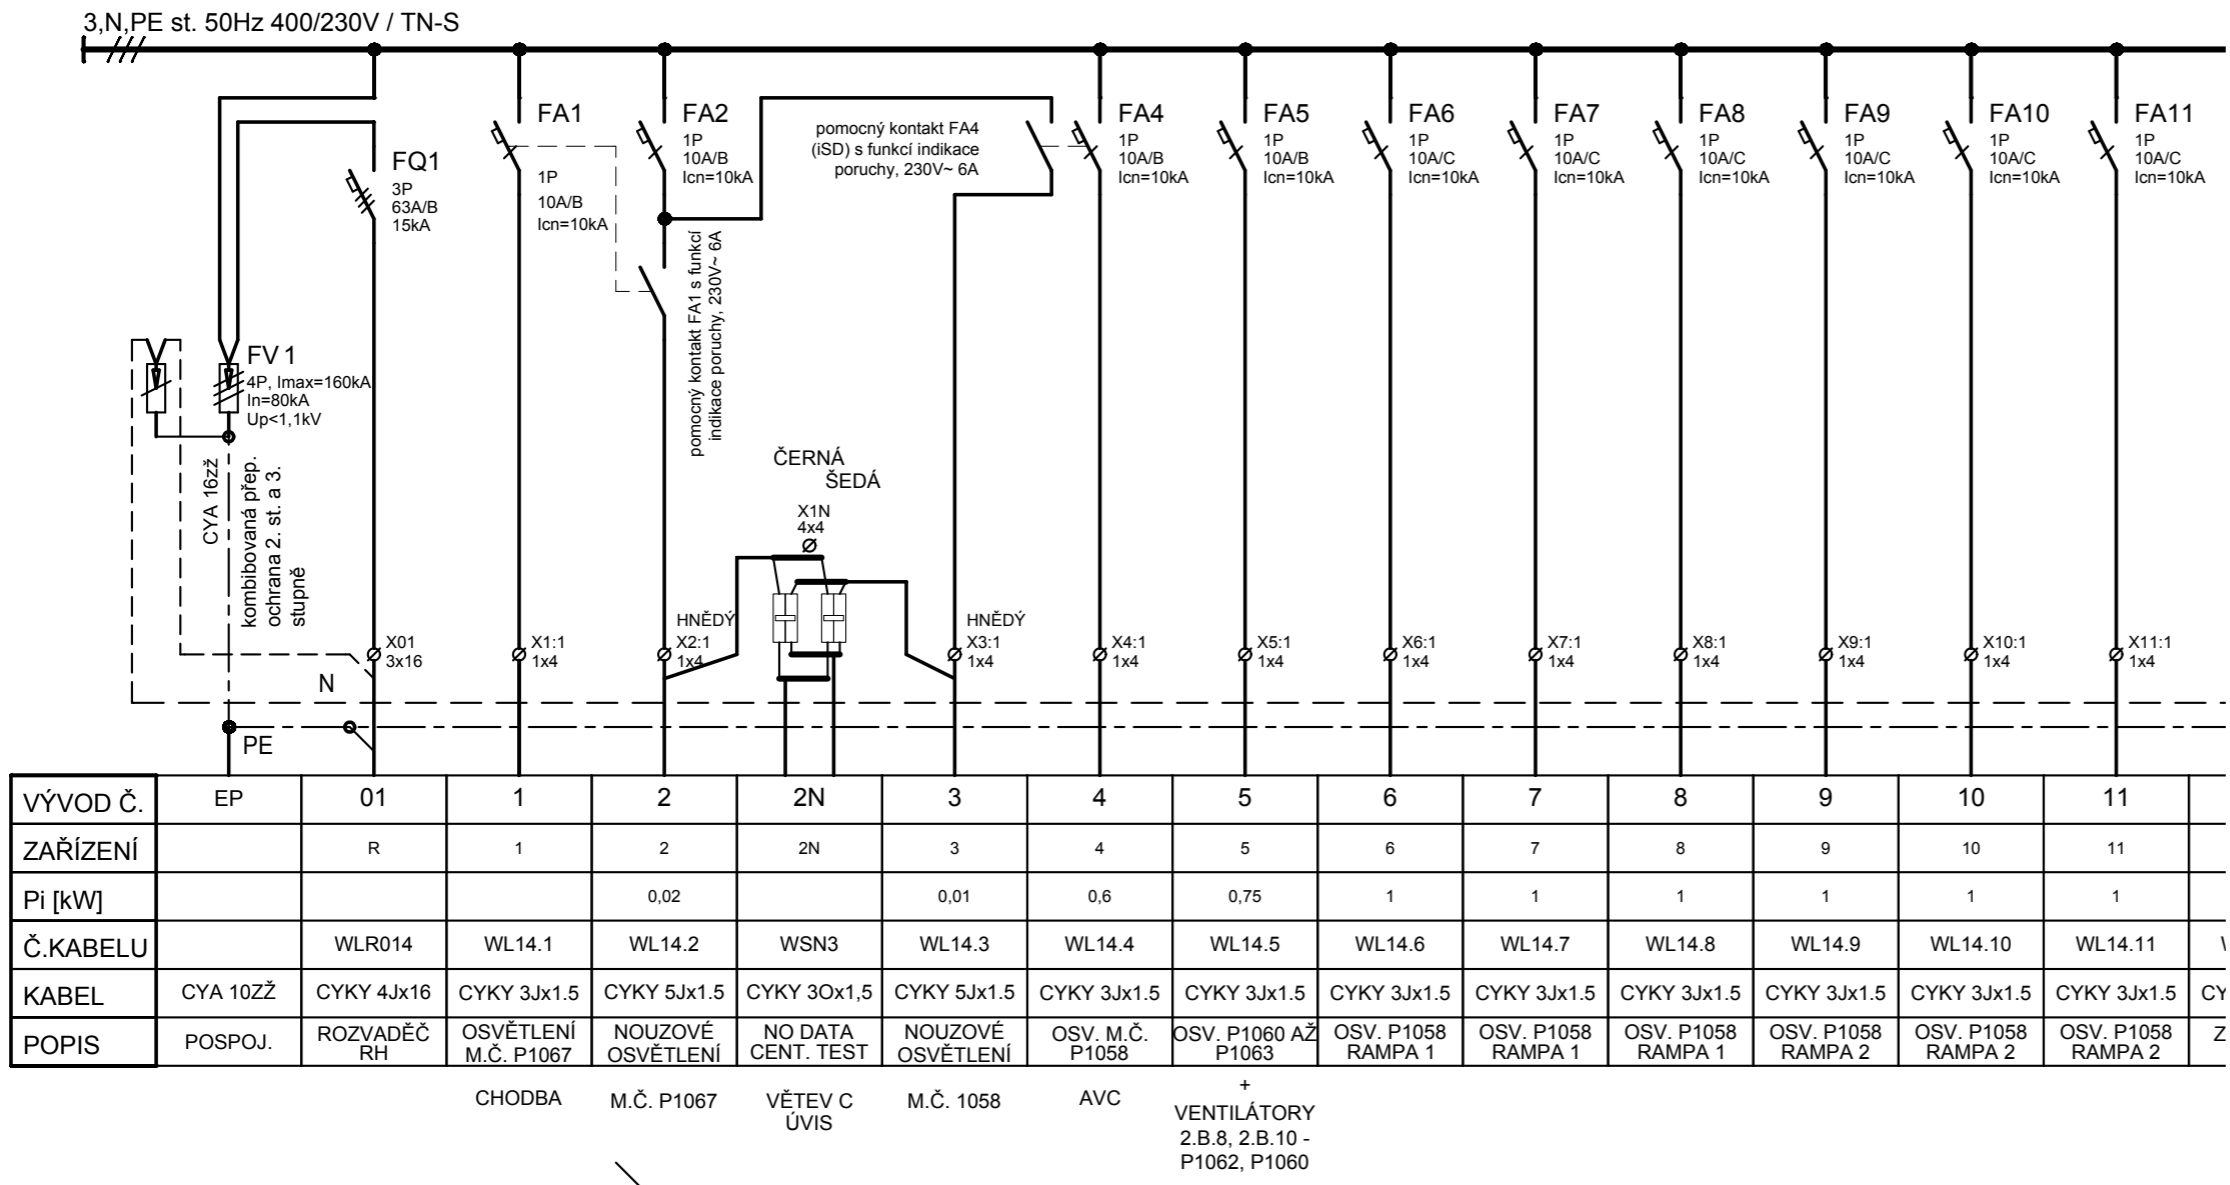 3,N,PE st. 50Hz 400/230V / TN-S
FQ1
3P
63A/B
15kA
FA1
1P
10A/B
Icn=10kA
FA2
1P
10A/B
Icn=10kA
pomocný kontakt FA4
(iSD) s funkcí indikace
poruchy, 230V~ 6A
FA4
1P
10A/B
Icn=10kA
FA5
1P
10A/B
Icn=10kA
FA6
1P
10A/C
Icn=10kA
FA7
1P
10A/C
Icn=10kA
FA8
1P
10A/C
Icn=10kA
FA9
1P
10A/C
Icn=10kA
FA10
1P
10A/C
Icn=10kA
FA11
1P
10A/C
Icn=10kA
pomocný kontakt FA1 s funkcí
indikace poruchy, 230V~ 6A
FV1
4P, Imax=160kA
In=80kA
Up<1,1kV
CYA 16zž
kombibovaná přep.
ochrana 2. st. a 3.
stupně
ČERNÁ
ŠEDÁ
X1N
4x4
X01
3x16
X1:1
1x4
HNĚDÝ
X2:1
1x4
HNĚDÝ
X3:1
1x4
X4:1
1x4
X5:1
1x4
X6:1
1x4
X7:1
1x4
X8:1
1x4
X9:1
1x4
X10:1
1x4
X11:1
1x4
N
PE
VÝVOD Č. EP 01 1 2 2N 3 4 5 6 7 8 9 10 11
ZAŘÍZENÍ R 1 2 2N 3 4 5 6 7 8 9 10 11
Pi [kW] 0,02 0,01 0,6 0,75 1 1 1 1 1 1
Č.KABELU WLR014 WL14.1 WL14.2 WSN3 WL14.3 WL14.4 WL14.5 WL14.6 WL14.7 WL14.8 WL14.9 WL14.10 WL14.11
KABEL CYA 10ZŽ CYKY 4Jx16 CYKY 3Jx1.5 CYKY 5Jx1.5 CYKY 3Ox1,5 CYKY 5Jx1.5 CYKY 3Jx1.5 CYKY 3Jx1.5 CYKY 3Jx1.5 CYKY 3Jx1.5 CYKY 3Jx1.5 CYKY 3Jx1.5 CYKY 3Jx1.5 CYKY 3Jx1.5 CY
POPIS POSPOJ.
ROZVADĚČ
RH
OSVĚTLENÍ
M.Č. P1067
NOUZOVÉ
OSVĚTLENÍ
NO DATA
CENT. TEST
NOUZOVÉ
OSVĚTLENÍ
OSV. M.Č.
P1058
OSV. P1060 AŽ
P1063
OSV. P1058
RAMPA 1
OSV. P1058
RAMPA 1
OSV. P1058
RAMPA 1
OSV. P1058
RAMPA 2
OSV. P1058
RAMPA 2
OSV. P1058
RAMPA 2
Z
CHODBA
M.Č. P1067
VĚTEV C
ÚVIS
M.Č. 1058
AVC
+
VENTILÁTORY
2.B.8, 2.B.10 -
P1062, P1060